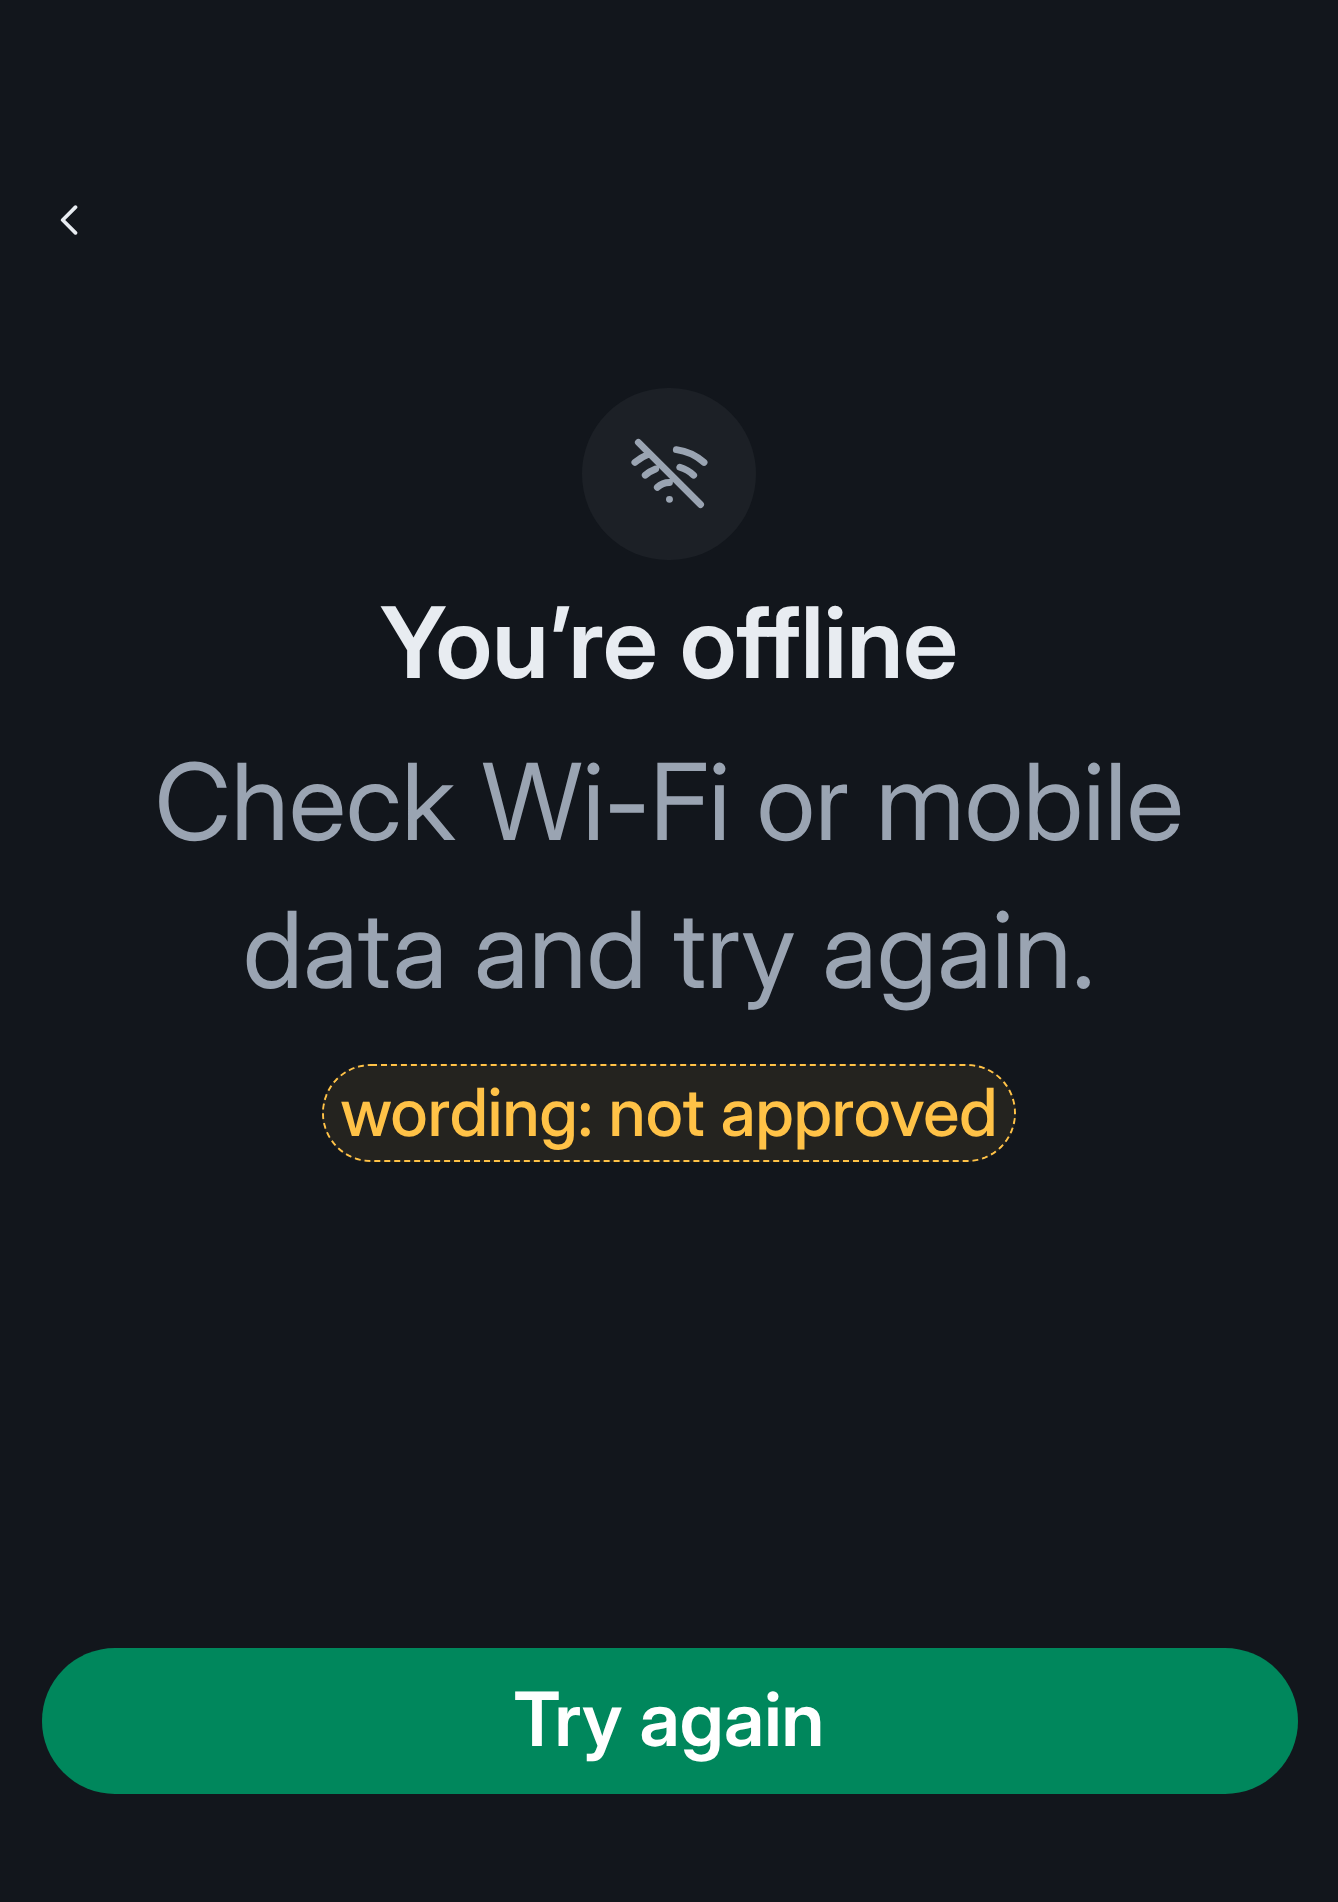 You’re offline
Check Wi-Fi or mobile
data and try again.
wording: not approved
Try again